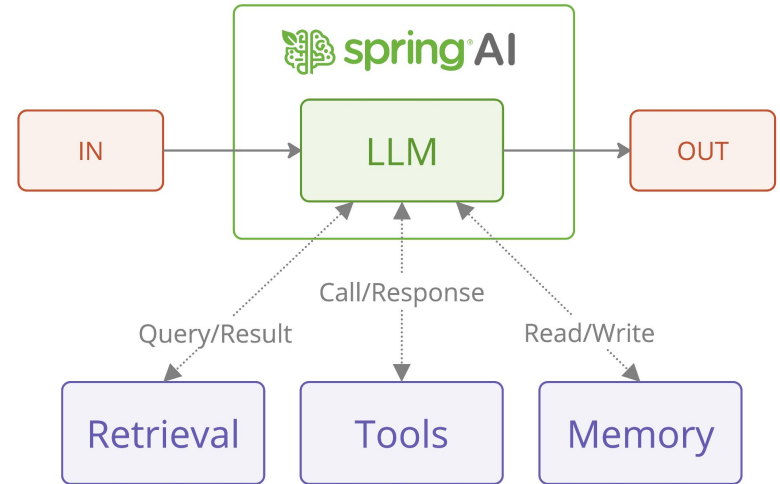 spring® AI
IN
LLM
OUT
Call/Response
Query/Result
Read/Write
Retrieval
Tools
Memory